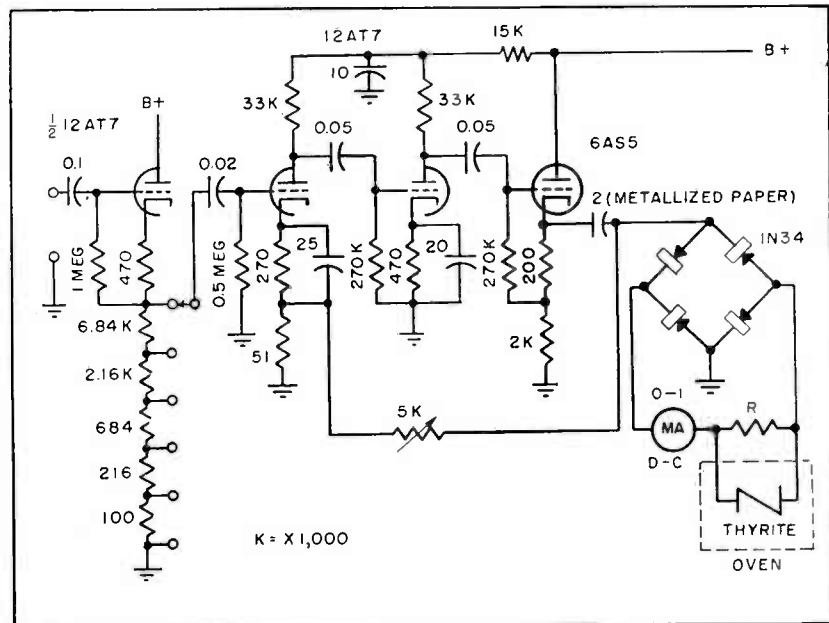 12AT7
15K
B+
10
B+
33K
33K
6AS5
½ 12AT7
0.05
0.05
0.1
0.02
2 (METALLIZED PAPER)
1N34
1 MEG
470
0.5 MEG
270
25
270K
470
20
270K
200
6.84K
51
2K
2.16K
5K
0-1
R
684
MA
D-C
216
THYRITE
100
K = X 1,000
OVEN